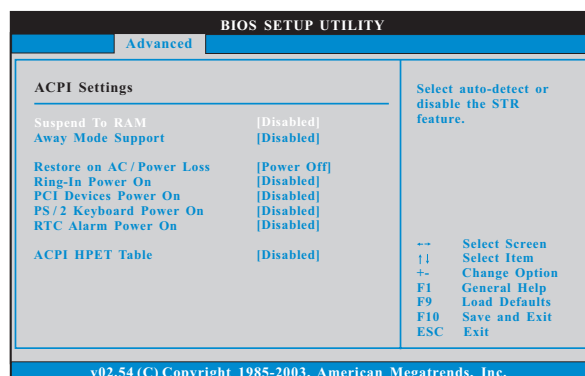 BIOS SETUP UTILITY
Advanced
ACPI Settings
Suspend To RAM [Disabled]
Away Mode Support [Disabled]
Restore on AC / Power Loss [Power Off]
Ring-In Power On [Disabled]
PCI Devices Power On [Disabled]
PS / 2 Keyboard Power On [Disabled]
RTC Alarm Power On [Disabled]
ACPI HPET Table [Disabled]
Select auto-detect or
disable the STR
feature.
←→ Select Screen
↑↓ Select Item
+- Change Option
F1 General Help
F9 Load Defaults
F10 Save and Exit
ESC Exit
v02.54 (C) Copyright 1985-2003, American Megatrends, Inc.